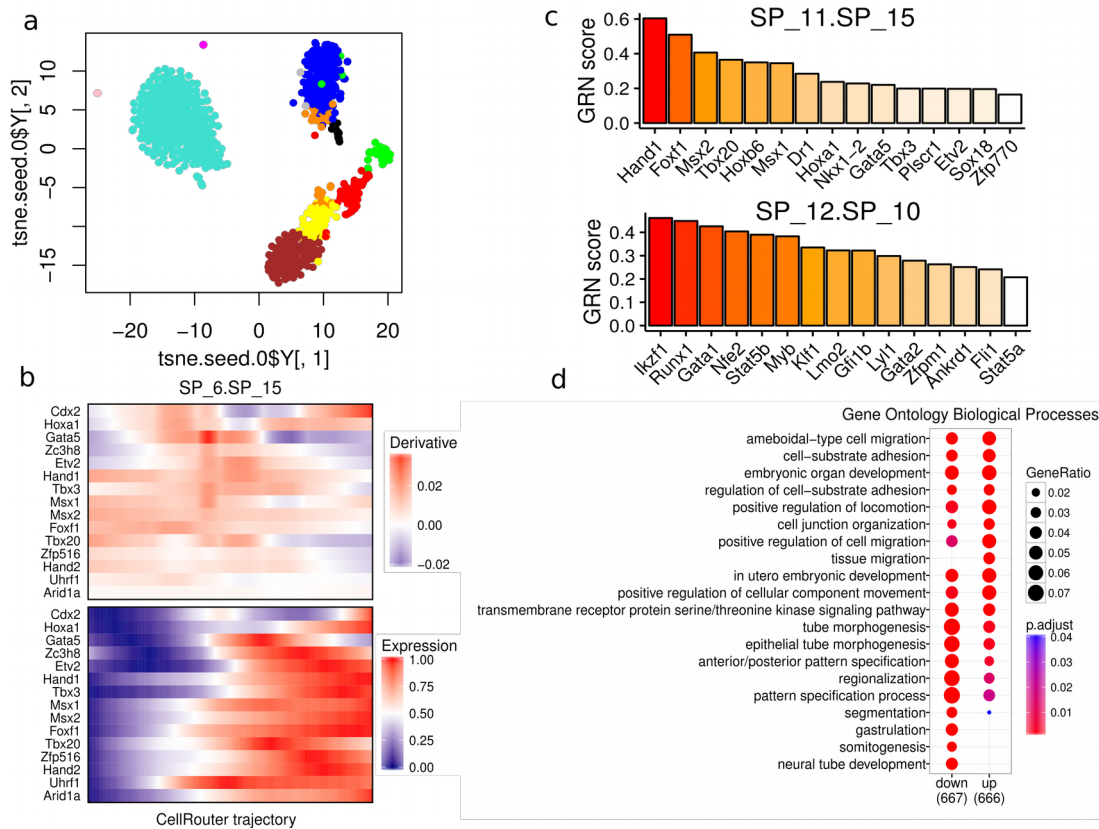 a
tsne.seed.0$Y[, 2]
10
5
0
−5
−15
−20
−10
0
10
20
tsne.seed.0$Y[, 1]
b
SP_6.SP_15
Cdx2
Hoxa1
Gata5
Zc3h8
Etv2
Hand1
Tbx3
Msx1
Msx2
Foxf1
Tbx20
Zfp516
Hand2
Uhrf1
Arid1a
Derivative
0.02
0.00
−0.02
Cdx2
Hoxa1
Gata5
Zc3h8
Etv2
Hand1
Tbx3
Msx1
Msx2
Foxf1
Tbx20
Zfp516
Hand2
Uhrf1
Arid1a
Expression
1.00
0.75
0.50
0.25
0.00
CellRouter trajectory
c
SP_11.SP_15
GRN score
0.6
0.4
0.2
0.0
Hand1
Foxf1
Msx2
Tbx20
Hoxb6
Msx1
Dr1
Hoxa1
Nkx1−2
Gata5
Tbx3
Plscr1
Etv2
Sox18
Zfp770
SP_12.SP_10
GRN score
0.4
0.3
0.2
0.1
0.0
Ikzf1
Runx1
Gata1
Nfe2
Stat5b
Myb
Klf1
Lmo2
Gfi1b
Lyl1
Gata2
Zfpm1
Ankrd1
Fli1
Stat5a
d
Gene Ontology Biological Processes
ameboidal−type cell migration
cell−substrate adhesion
embryonic organ development
regulation of cell−substrate adhesion
positive regulation of locomotion
cell junction organization
positive regulation of cell migration
tissue migration
in utero embryonic development
positive regulation of cellular component movement
transmembrane receptor protein serine/threonine kinase signaling pathway
tube morphogenesis
epithelial tube morphogenesis
anterior/posterior pattern specification
regionalization
pattern specification process
segmentation
gastrulation
somitogenesis
neural tube development
down
(667)
up
(666)
GeneRatio
0.02
0.03
0.04
0.05
0.06
0.07
p.adjust
0.04
0.03
0.02
0.01